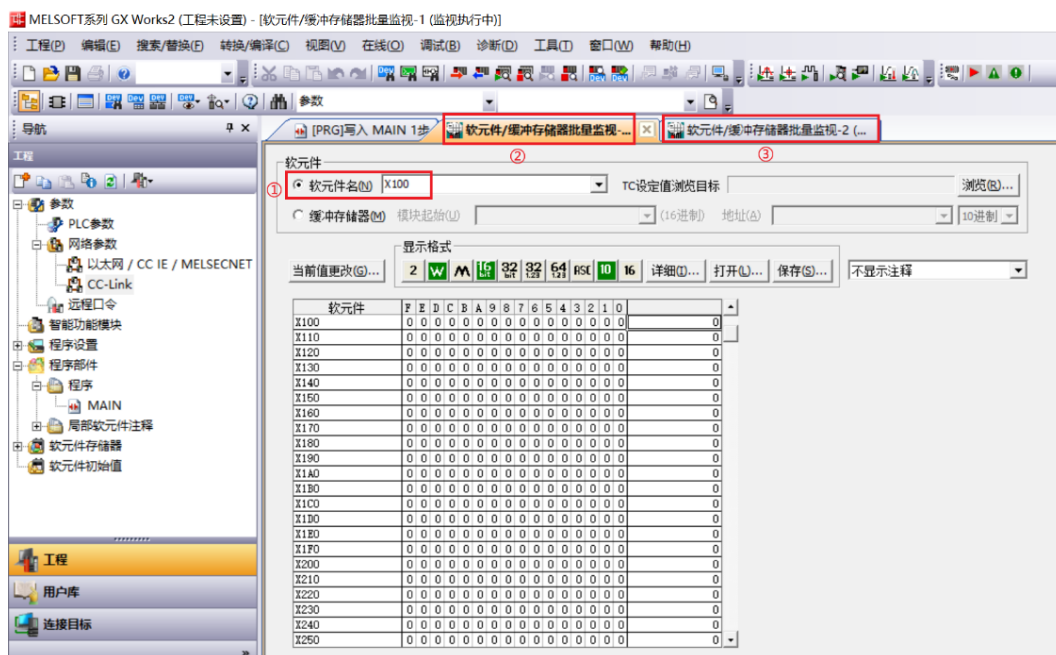 MELSOFT系列 GX Works2 (工程未设置) - [软元件/缓冲存储器批量监视-1 (监视执行中)]
工程(P) 编辑(E) 搜索/替换(F) 转换/编译(C) 视图(V) 在线(O) 调试(B) 诊断(D) 工具(T) 窗口(W) 帮助(H)
参数
导航
[PRG]写入 MAIN 1步
软元件/缓冲存储器批量监视-...
软元件/缓冲存储器批量监视-2 (...
② ③
工程
参数
PLC参数
网络参数
以太网 / CC IE / MELSECNET
CC-Link
远程口令
智能功能模块
程序设置
程序部件
程序
MAIN
局部软元件注释
软元件存储器
软元件初始值
工程
用户库
连接目标
软元件
① 软元件名(N) X100 TC设定值浏览目标 浏览(R)...
缓冲存储器(M) 模块起始(U) (16进制) 地址(A) 10进制
显示格式
当前值更改(G)... 2 W M 16 bit 32 bit 32 1.23 64 1.23 ASC 10 16 详细(I)... 打开(L)... 保存(S)... 不显示注释
软元件 F E D C B A 9 8 7 6 5 4 3 2 1 0
X100 0 0 0 0 0 0 0 0 0 0 0 0 0 0 0 0 0
X110 0 0 0 0 0 0 0 0 0 0 0 0 0 0 0 0 0
X120 0 0 0 0 0 0 0 0 0 0 0 0 0 0 0 0 0
X130 0 0 0 0 0 0 0 0 0 0 0 0 0 0 0 0 0
X140 0 0 0 0 0 0 0 0 0 0 0 0 0 0 0 0 0
X150 0 0 0 0 0 0 0 0 0 0 0 0 0 0 0 0 0
X160 0 0 0 0 0 0 0 0 0 0 0 0 0 0 0 0 0
X170 0 0 0 0 0 0 0 0 0 0 0 0 0 0 0 0 0
X180 0 0 0 0 0 0 0 0 0 0 0 0 0 0 0 0 0
X190 0 0 0 0 0 0 0 0 0 0 0 0 0 0 0 0 0
X1A0 0 0 0 0 0 0 0 0 0 0 0 0 0 0 0 0 0
X1B0 0 0 0 0 0 0 0 0 0 0 0 0 0 0 0 0 0
X1C0 0 0 0 0 0 0 0 0 0 0 0 0 0 0 0 0 0
X1D0 0 0 0 0 0 0 0 0 0 0 0 0 0 0 0 0 0
X1E0 0 0 0 0 0 0 0 0 0 0 0 0 0 0 0 0 0
X1F0 0 0 0 0 0 0 0 0 0 0 0 0 0 0 0 0 0
X200 0 0 0 0 0 0 0 0 0 0 0 0 0 0 0 0 0
X210 0 0 0 0 0 0 0 0 0 0 0 0 0 0 0 0 0
X220 0 0 0 0 0 0 0 0 0 0 0 0 0 0 0 0 0
X230 0 0 0 0 0 0 0 0 0 0 0 0 0 0 0 0 0
X240 0 0 0 0 0 0 0 0 0 0 0 0 0 0 0 0 0
X250 0 0 0 0 0 0 0 0 0 0 0 0 0 0 0 0 0